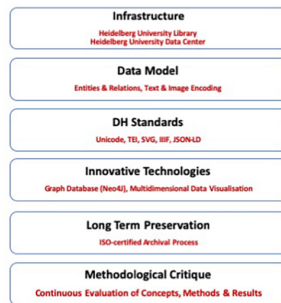 Infrastructure
Heidelberg University Library
Heidelberg University Data Center
Data Model
Entities & Relations, Text & Image Encoding
DH Standards
Unicode, TEI, SVG, IIIF, JSON-LD
Innovative Technologies
Graph Database (Neo4J), Multidimensional Data Visualisation
Long Term Preservation
ISO-certified Archival Process
Methodological Critique
Continuous Evaluation of Concepts, Methods & Results